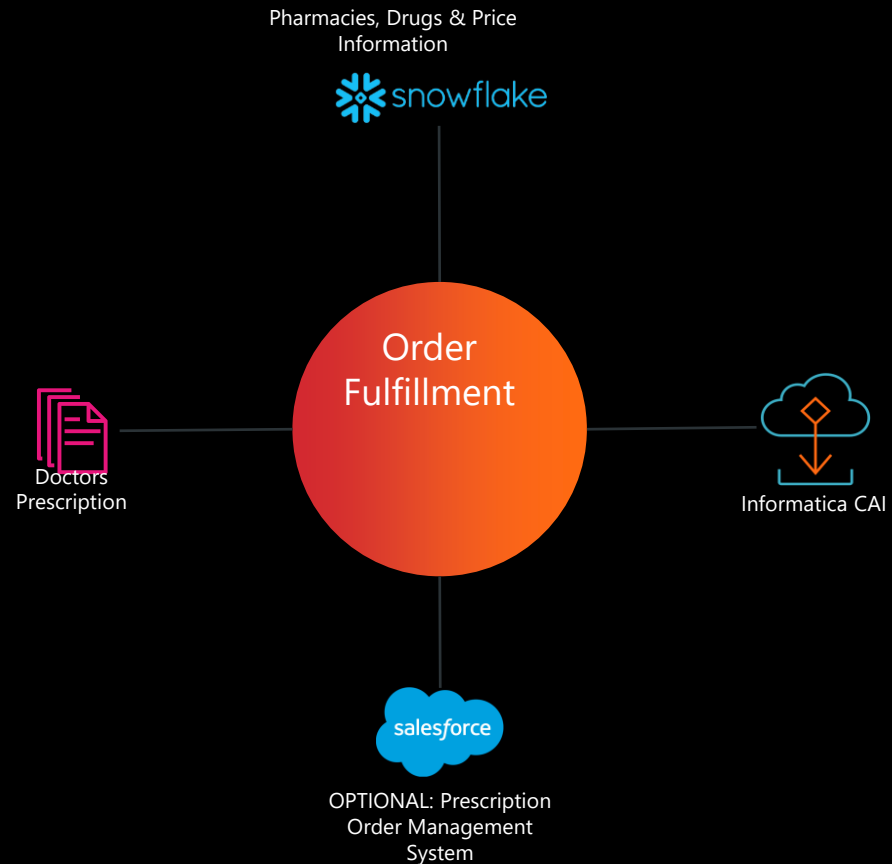 Pharmacies, Drugs & Price
Information
snowflake
Order
Fulfillment
Doctors
Prescription
Informatica CAI
salesforce
OPTIONAL: Prescription
Order Management
System